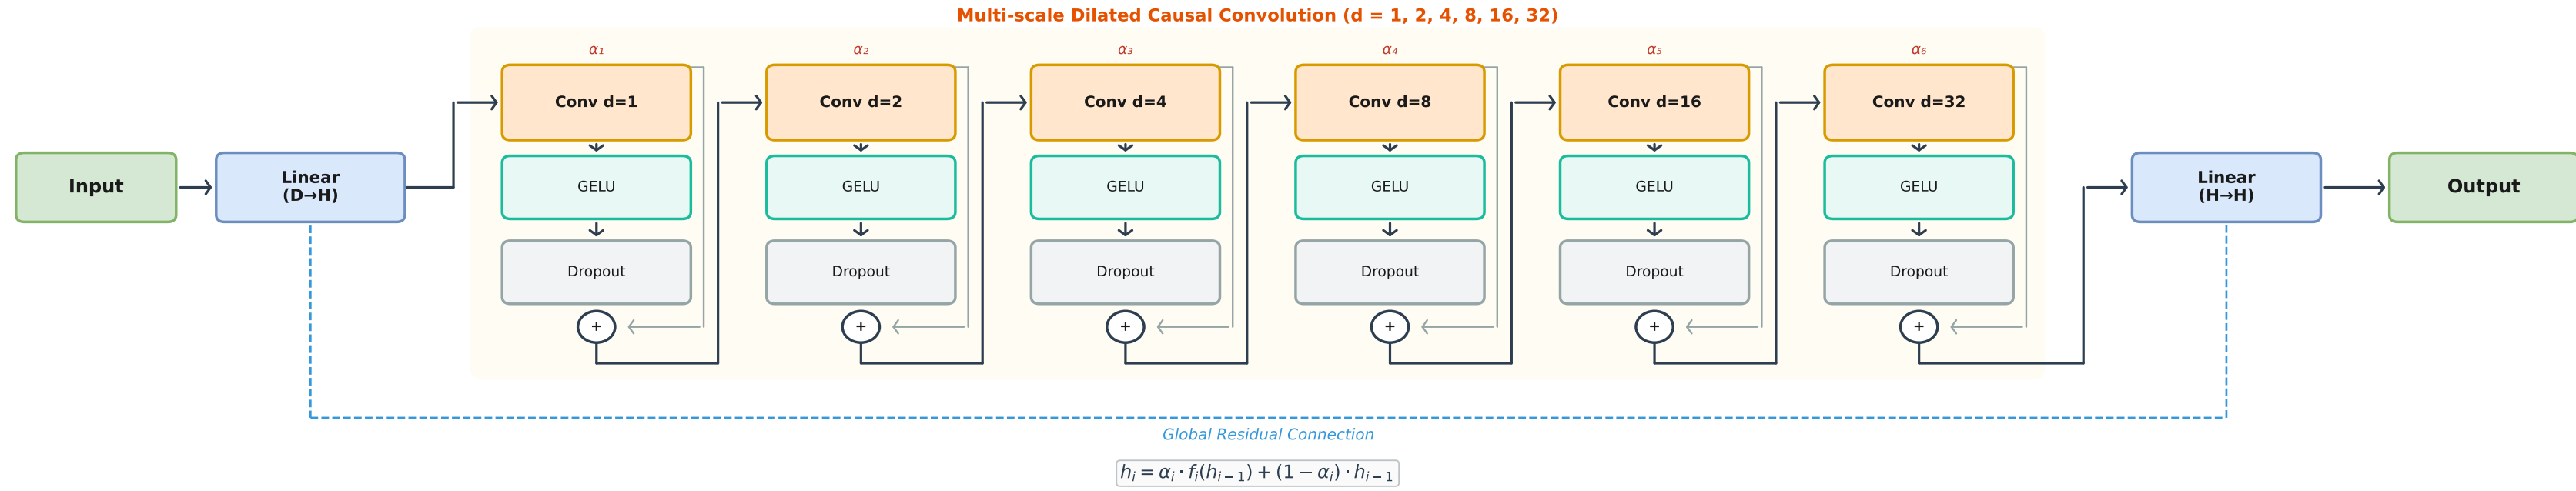 Multi-scale Dilated Causal Convolution (d = 1, 2, 4, 8, 16, 32)
α₁
α₂
α₃
α₄
α₅
α₆
Conv d=1
Conv d=2
Conv d=4
Conv d=8
Conv d=16
Conv d=32
Input
Linear
(D→H)
GELU
GELU
GELU
GELU
GELU
GELU
Linear
(H→H)
Output
Dropout
Dropout
Dropout
Dropout
Dropout
Dropout
+
+
+
+
+
+
Global Residual Connection
hᵢ = αᵢ · fᵢ(hᵢ₋₁) + (1 − αᵢ) · hᵢ₋₁